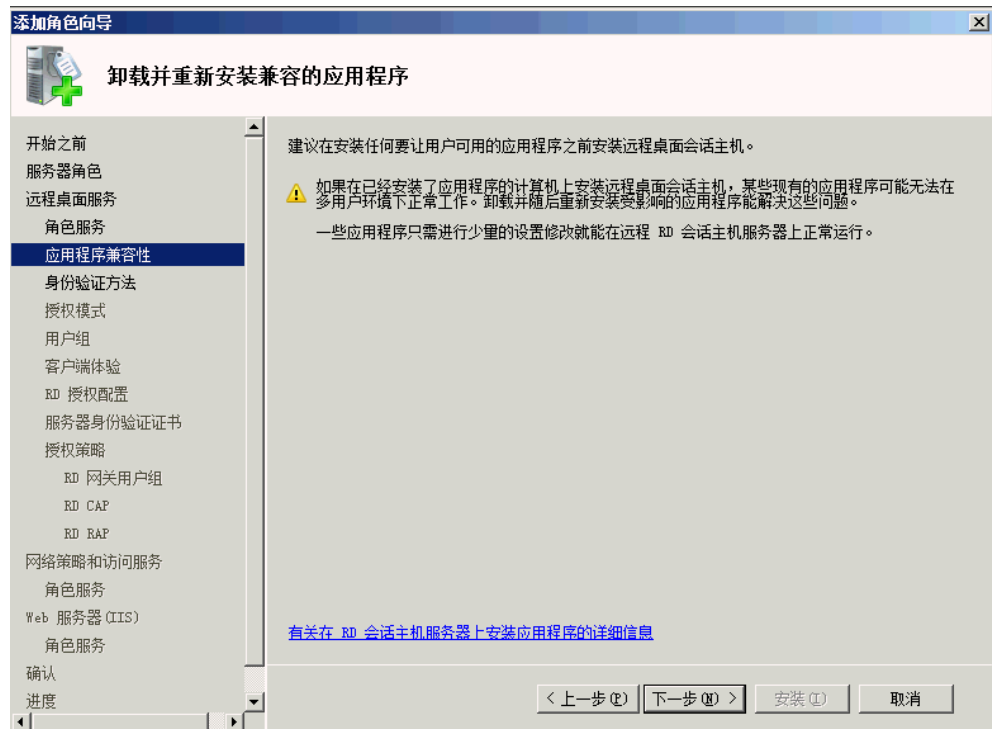 添加角色向导
卸载并重新安装兼容的应用程序
开始之前
服务器角色
远程桌面服务
角色服务
应用程序兼容性
身份验证方法
授权模式
用户组
客户端体验
RD 授权配置
服务器身份验证证书
授权策略
RD 网关用户组
RD CAP
RD RAP
网络策略和访问服务
角色服务
Web 服务器(IIS)
角色服务
确认
进度
建议在安装任何要让用户可用的应用程序之前安装远程桌面会话主机。
如果在已经安装了应用程序的计算机上安装远程桌面会话主机，某些现有的应用程序可能无法在
多用户环境下正常工作。卸载并随后重新安装受影响的应用程序能解决这些问题。
一些应用程序只需进行少量的设置修改就能在远程 RD 会话主机服务器上正常运行。
有关在 RD 会话主机服务器上安装应用程序的详细信息
< 上一步(P) 下一步(N) > 安装(I) 取消